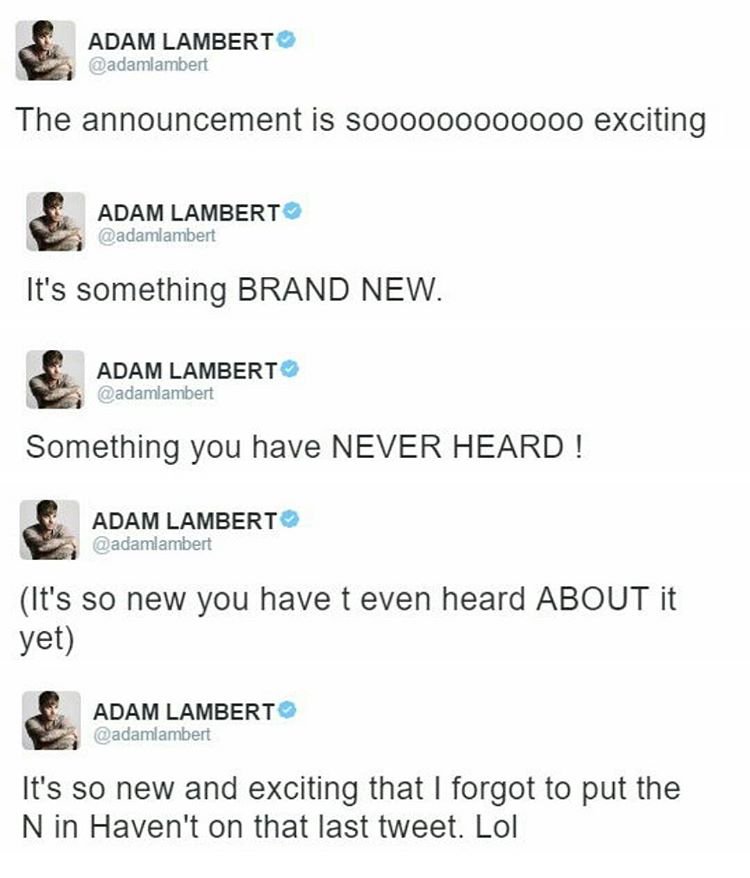 ADAM LAMBERT
@adamlambert
The announcement is sooooooooooooo exciting
ADAM LAMBERT
@adamlambert
It's something BRAND NEW.
ADAM LAMBERT
@adamlambert
Something you have NEVER HEARD !
ADAM LAMBERT
@adamlambert
(It's so new you have t even heard ABOUT it
yet)
ADAM LAMBERT
@adamlambert
It's so new and exciting that I forgot to put the
N in Haven't on that last tweet. Lol